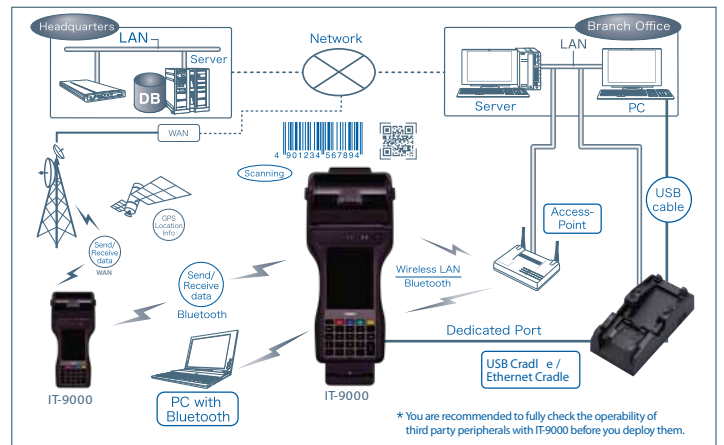 Headquarters
LAN
Server
DB
Network
Branch Office
LAN
Server
PC
WAN
4 901234 567894
Scanning
GPS
Location
Info
USB
cable
Access-
Point
Send/
Receive
data
WAN
Send/
Receive
data
Bluetooth
Wireless LAN
Bluetooth
Dedicated Port
USB Cradl e /
Ethernet Cradle
IT-9000
PC with
Bluetooth
IT-9000
* You are recommended to fully check the operability of
third party peripherals with IT-9000 before you deploy them.